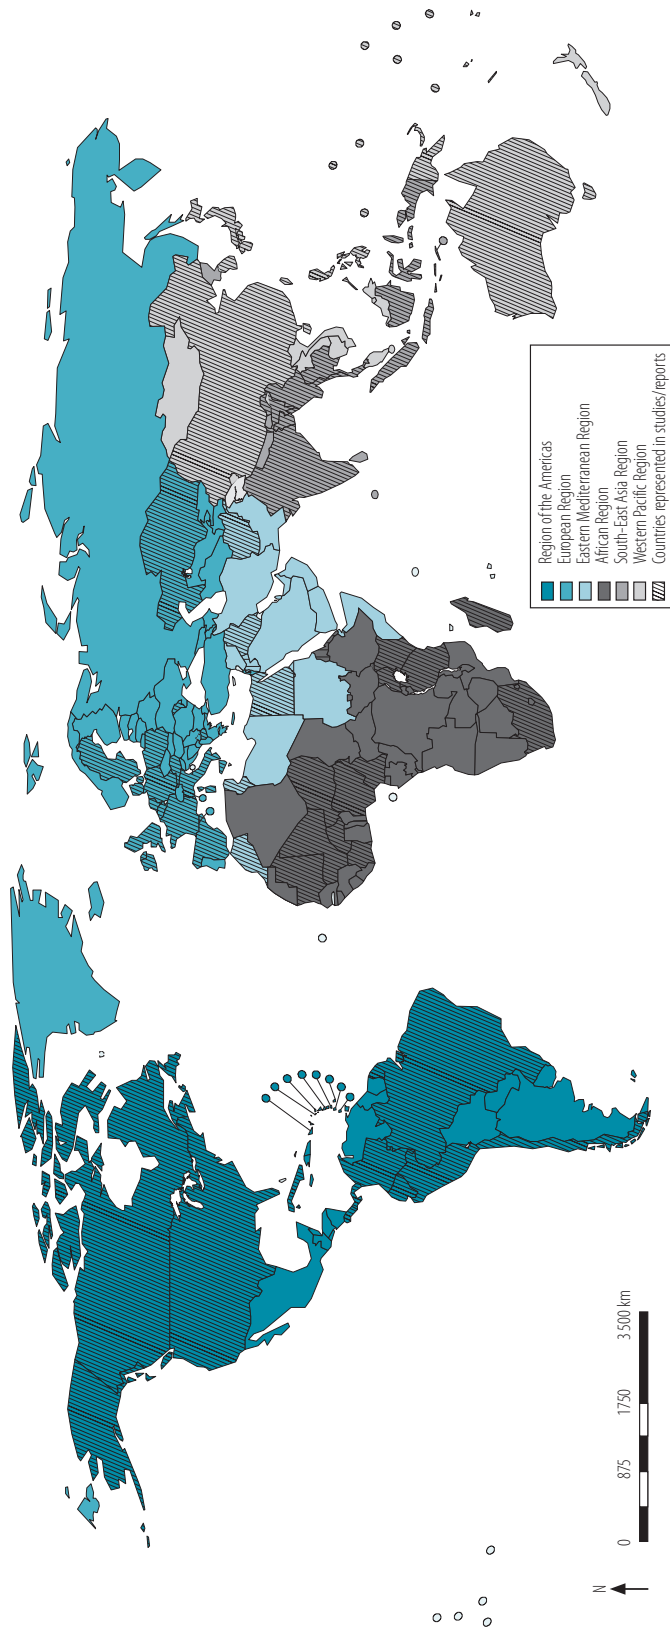 Region of the Americas
European Region
Eastern Mediterranean Region
African Region
South-East Asia Region
Western Pacific Region
Countries represented in studies/reports
N
0 875 1750 3 500 km